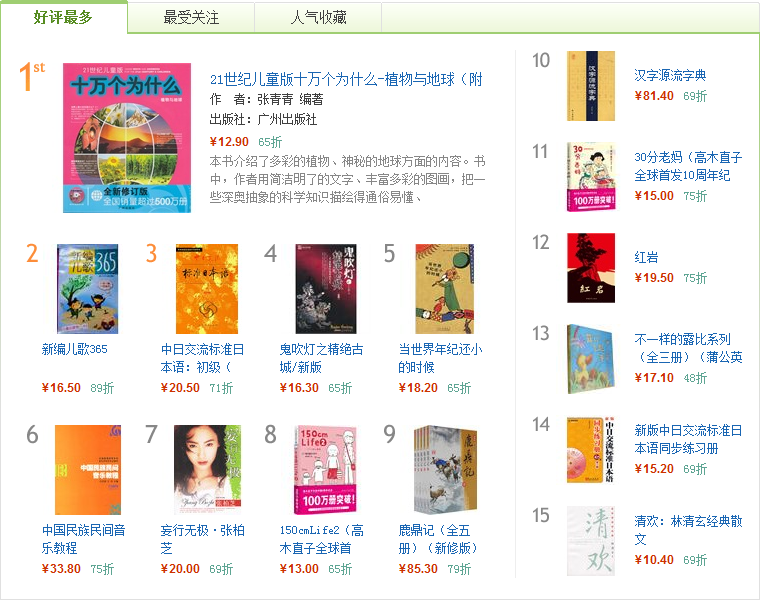 好评最多
最受关注
人气收藏
1st
21世纪儿童版
十万个为什么
植物与地球
全新修订版
全国销量超过500万册
21世纪儿童版十万个为什么-植物与地球（附
作　者：张青青 编著
出版社：广州出版社
¥12.90 65折
本书介绍了多彩的植物、神秘的地球方面的内容。书
中，作者用简洁明了的文字、丰富多彩的图画，把一
些深奥抽象的科学知识描绘得通俗易懂、
2
新编
儿歌365
新编儿歌365
¥16.50 89折
3
标准日本语
中日交流标准日
本语：初级（
¥20.50 71折
4
鬼吹灯
鬼吹灯之精绝古
城/新版
¥16.30 65折
5
当世界年纪还小
的时候
¥18.20 65折
6
中国民族民间
音乐教程
中国民族民间音
乐教程
¥33.80 75折
7
妄行无极
张柏芝
妄行无极·张柏
芝
¥20.00 69折
8
150cm
Life2
100万册突破!
150cmLife2（高
木直子全球首
¥13.00 65折
9
鹿鼎记
鹿鼎记（全五
册）（新修版）
¥85.30 79折
10
汉字源流字典
汉字源流字典
¥81.40 69折
11
30分老妈
100万册突破!
30分老妈（高木直子
全球首发10周年纪
¥15.00 75折
12
红岩
红岩
¥19.50 75折
13
不一样的露比系列
（全三册）（蒲公英
¥17.10 48折
14
中日交流标准日本语
同步练习册
新版中日交流标准日
本语同步练习册
¥15.20 69折
15
清欢
清欢：林清玄经典散
文
¥10.40 69折